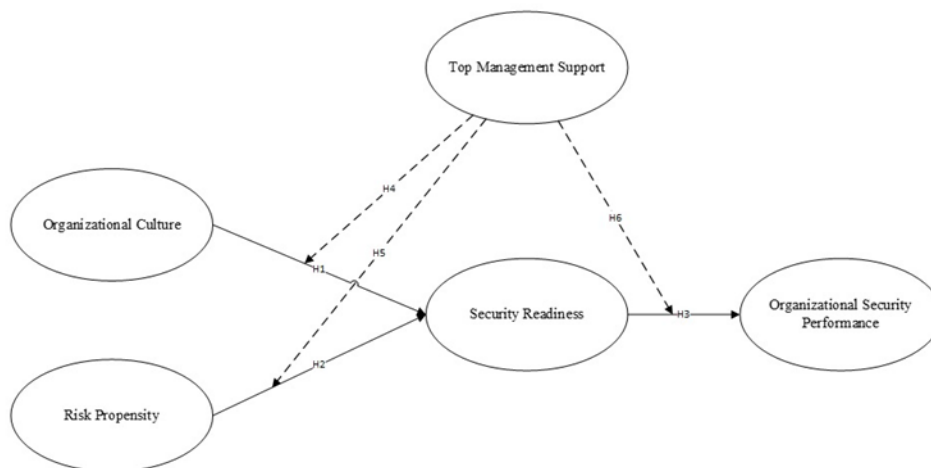 Top Management Support
H4
Organizational Culture
H6
H5
H1
Security Readiness
Organizational Security
Performance
H3
H2
Risk Propensity